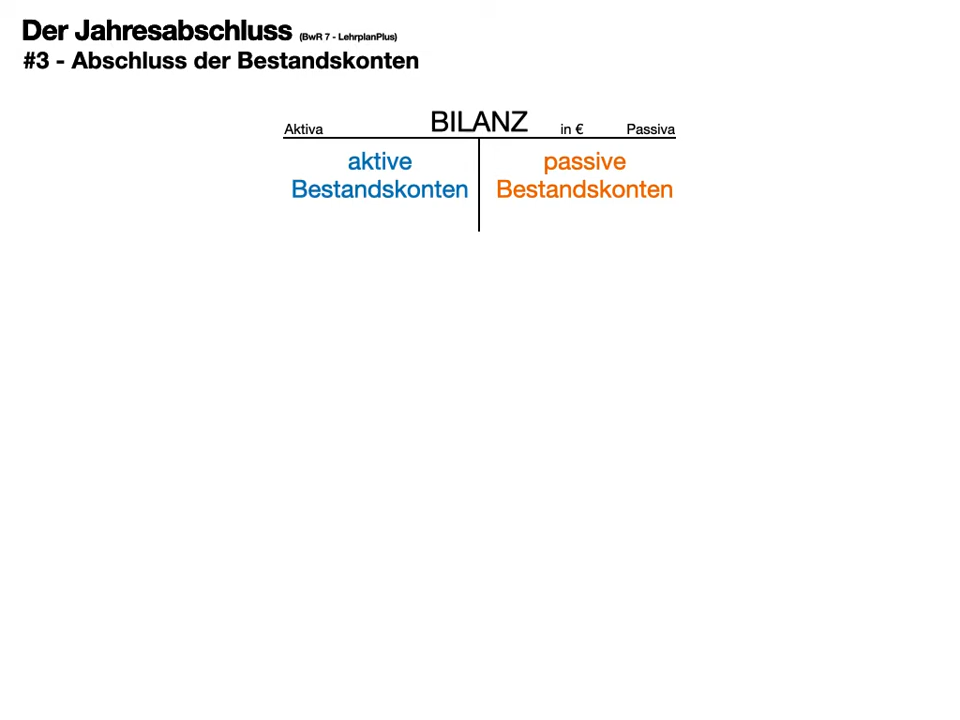 Der Jahresabschluss (BwR 7 - LehrplanPlus)
#3 - Abschluss der Bestandskonten
Aktiva BILANZ in € Passiva
aktive passive
Bestandskonten Bestandskonten